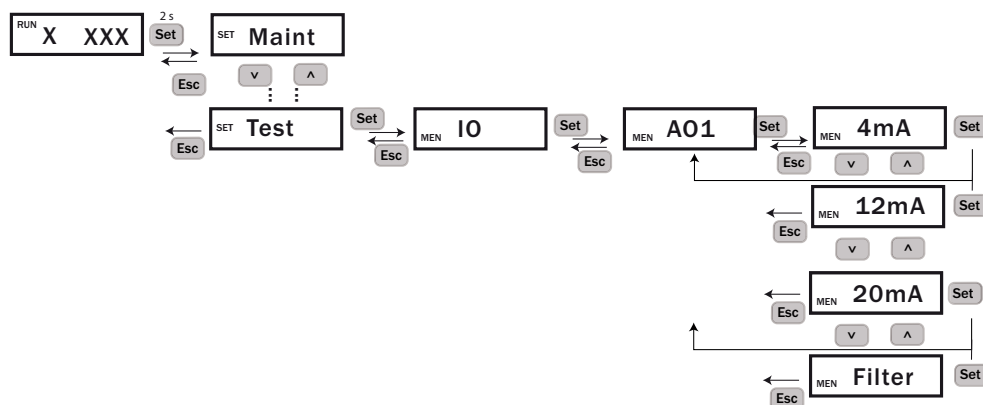 2 s
RUN X XXX Set SET Maint
Esc ˅ ˄
SET Test Set MEN IO Set MEN AO1 Set MEN 4mA Set
Esc Esc Esc Esc ˅ ˄
MEN 12mA Set
Esc
˅ ˄
MEN 20mA Set
Esc
˅ ˄
MEN Filter Set
Esc